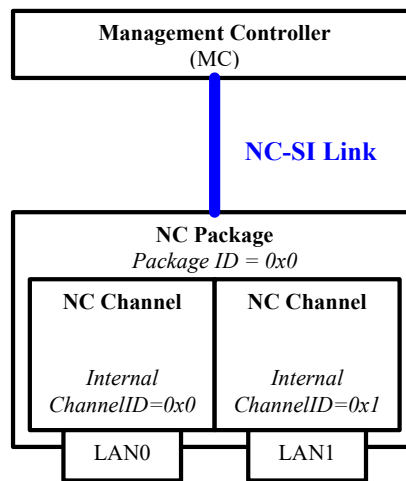 Management Controller
(MC)
NC-SI Link
NC Package
Package ID = 0x0
NC Channel
Internal
ChannelID=0x0
NC Channel
Internal
ChannelID=0x1
LAN0
LAN1